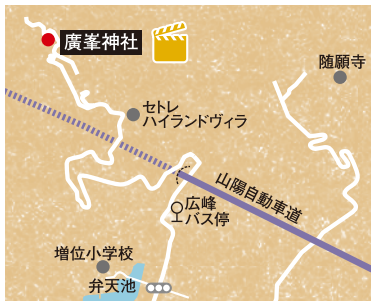 廣峯神社
随願寺
セトレ
ハイランドヴィラ
山陽自動車道
広峰
バス停
増位小学校
弁天池